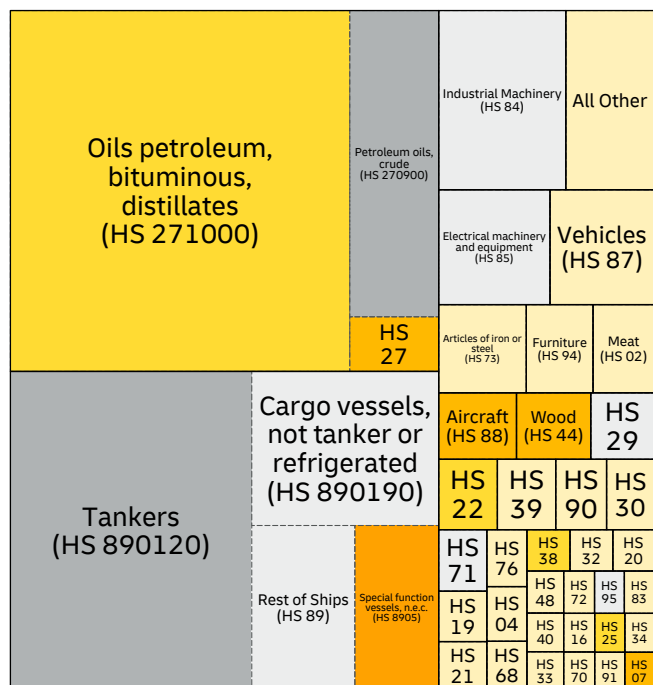 Oils petroleum,
bituminous,
distillates
(HS 271000)
Petroleum oils,
crude
(HS 270900)
HS
27
Tankers
(HS 890120)
Cargo vessels,
not tanker or
refrigerated
(HS 890190)
Rest of Ships
(HS 89)
Special function
vessels, n.e.c.
(HS 8905)
Industrial Machinery
(HS 84)
All Other
Electrical machinery
and equipment
(HS 85)
Vehicles
(HS 87)
Articles of iron or
steel
(HS 73)
Furniture
(HS 94)
Meat
(HS 02)
Aircraft
(HS 88)
Wood
(HS 44)
HS
29
HS
22
HS
39
HS
90
HS
30
HS
71
HS
76
HS
38
HS
32
HS
20
HS
48
HS
72
HS
95
HS
83
HS
19
HS
04
HS
40
HS
16
HS
25
HS
34
HS
21
HS
68
HS
33
HS
70
HS
91
HS
07